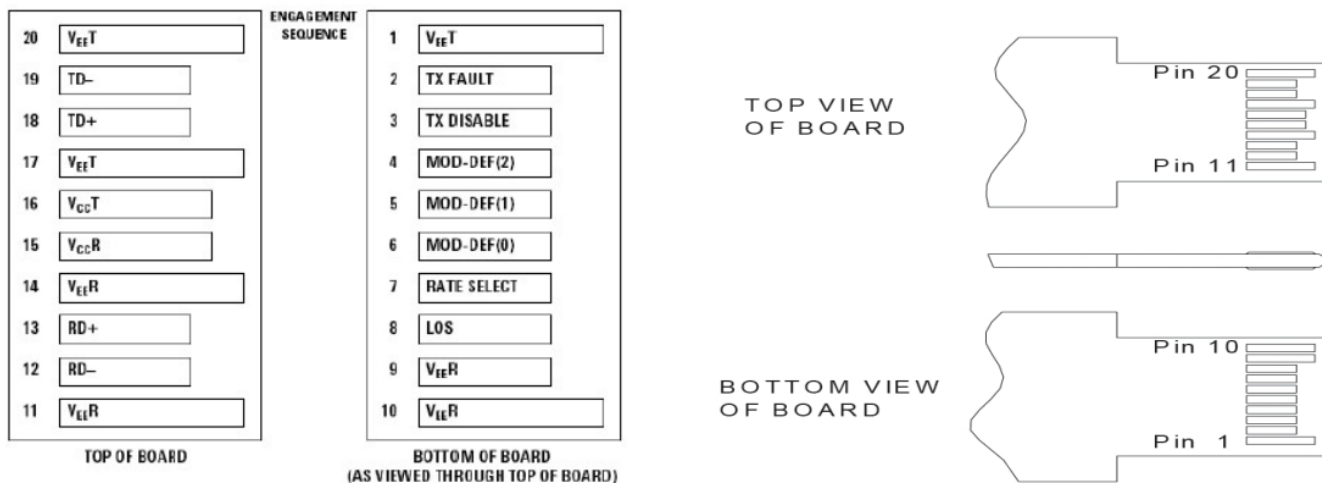 ENGAGEMENT
SEQUENCE
20 VEET
19 TD–
18 TD+
17 VEET
16 VCCT
15 VCCR
14 VEER
13 RD+
12 RD–
11 VEER
TOP OF BOARD
1 VEET
2 TX FAULT
3 TX DISABLE
4 MOD-DEF(2)
5 MOD-DEF(1)
6 MOD-DEF(0)
7 RATE SELECT
8 LOS
9 VEER
10 VEER
BOTTOM OF BOARD
(AS VIEWED THROUGH TOP OF BOARD)
TOP VIEW
OF BOARD
Pin 20
Pin 11
BOTTOM VIEW
OF BOARD
Pin 10
Pin 1